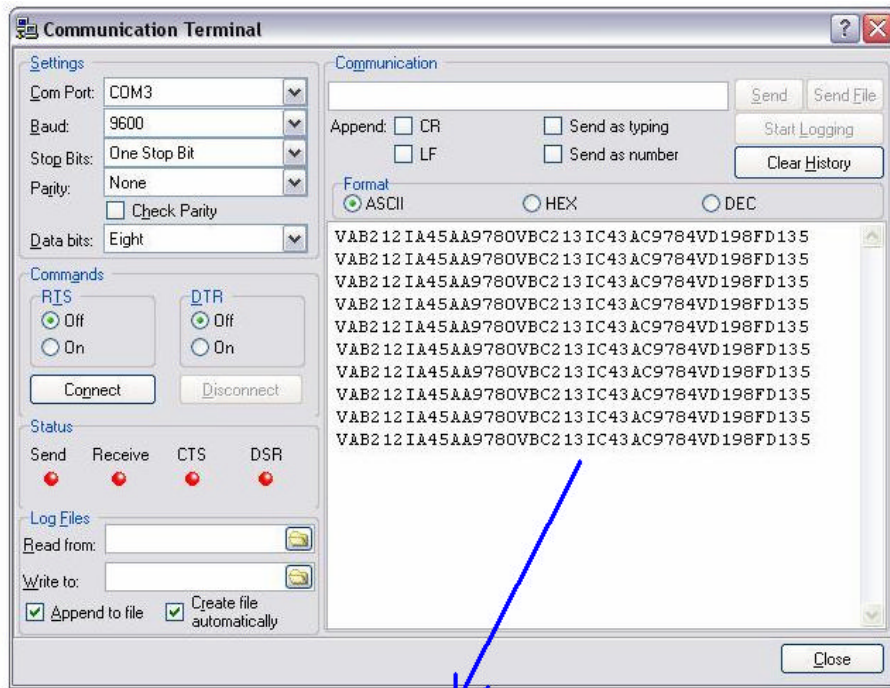 Communication Terminal
Settings
Com Port: COM3
Baud: 9600
Stop Bits: One Stop Bit
Parity: None
Check Parity
Data bits: Eight
Commands
RTS
Off
On
DTR
Off
On
Connect
Disconnect
Status
Send Receive CTS DSR
Log Files
Read from:
Write to:
Append to file
Create file
automatically
Communication
Send Send File
Append: CR Send as typing Start Logging
LF Send as number Clear History
Format
ASCII HEX DEC
VAB212IA45AA9780VBC213IC43AC9784VD198FD135
VAB212IA45AA9780VBC213IC43AC9784VD198FD135
VAB212IA45AA9780VBC213IC43AC9784VD198FD135
VAB212IA45AA9780VBC213IC43AC9784VD198FD135
VAB212IA45AA9780VBC213IC43AC9784VD198FD135
VAB212IA45AA9780VBC213IC43AC9784VD198FD135
VAB212IA45AA9780VBC213IC43AC9784VD198FD135
VAB212IA45AA9780VBC213IC43AC9784VD198FD135
VAB212IA45AA9780VBC213IC43AC9784VD198FD135
VAB212IA45AA9780VBC213IC43AC9784VD198FD135
Close